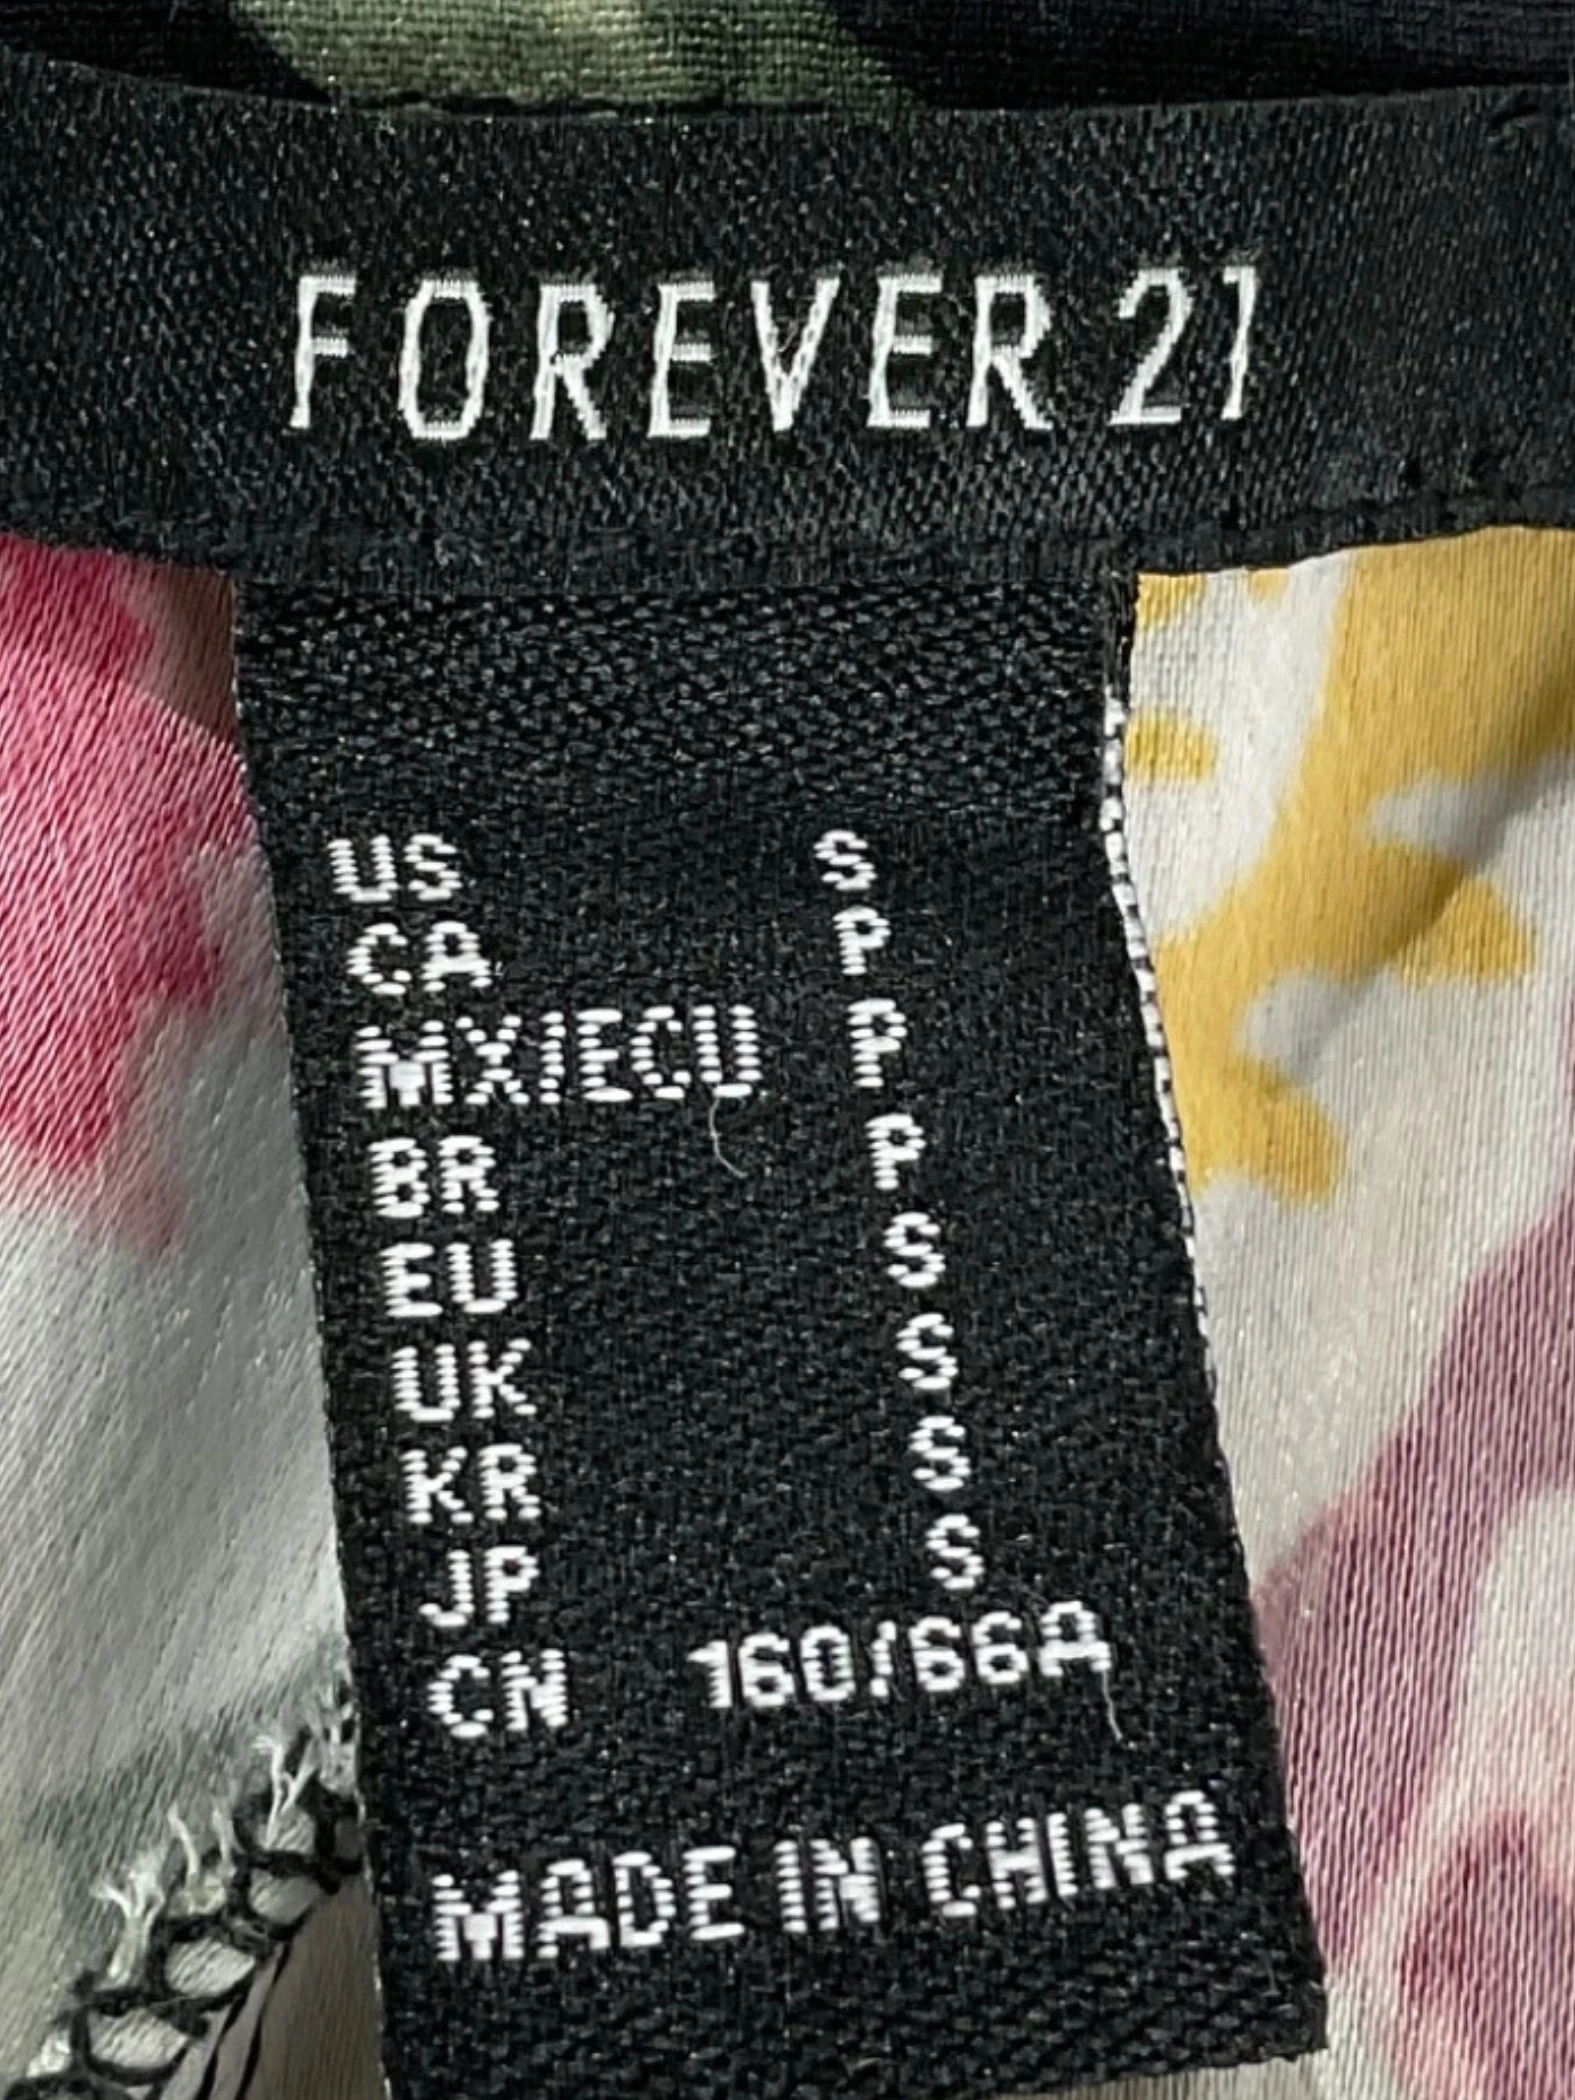 FOREVER 21
US S
CA P
MX/ECU P
BR P
EU S
UK S
KR S
JP S
CN 160/66A
MADE IN CHINA